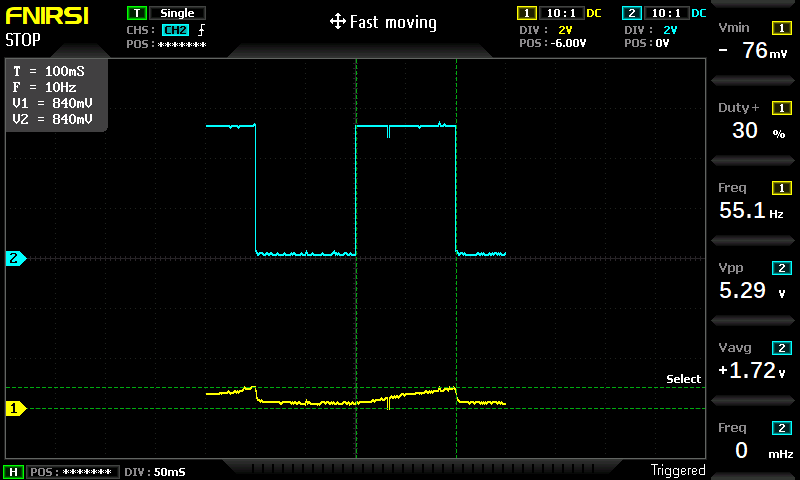 FNIRSI
STOP
T Single
CHS: CH2
POS: *******
Fast moving
1 10:1 DC
DIV : 2V
POS: -6.00V
2 10:1 DC
DIV : 2V
POS: 0V
T = 100mS
F = 10Hz
V1 = 840mV
V2 = 840mV
Vmin 1
- 76mV
Duty+ 1
30 %
Freq 1
55.1 Hz
Vpp 2
5.29 V
Vavg 2
+1.72 V
Freq 2
0 mHz
2
Select
1
H POS: ******* DIV: 50mS
Triggered